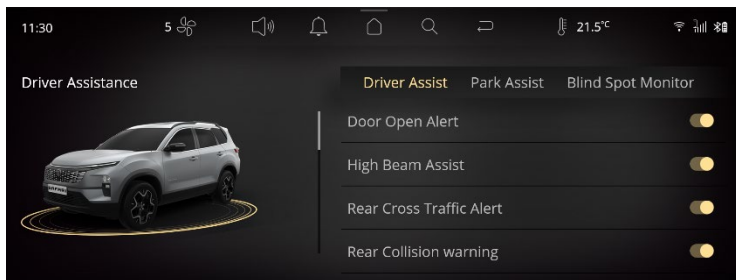 11:30
5
21.5°C
Driver Assistance
Driver Assist
Park Assist
Blind Spot Monitor
Door Open Alert
High Beam Assist
Rear Cross Traffic Alert
Rear Collision warning